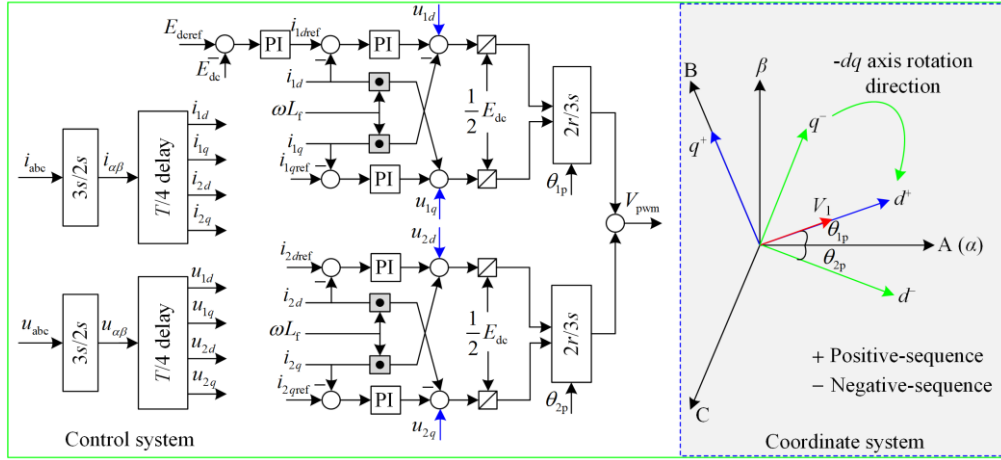 E_dcref
E_dc
PI
i_1dref
PI
u_1d
i_1d
ωL_f
i_1q
i_1qref
PI
u_1q
1/2 E_dc
2r/3s
θ_1p
i_abc
3s/2s
i_αβ
T/4 delay
i_1d
i_1q
i_2d
i_2q
V_pwm
u_abc
3s/2s
u_αβ
T/4 delay
u_1d
u_1q
u_2d
u_2q
u_2d
i_2dref
PI
i_2d
ωL_f
i_2q
i_2qref
PI
u_2q
1/2 E_dc
2r/3s
θ_2p
Control system
-dq axis rotation
direction
B
β
q⁺
q⁻
d⁺
V_1
θ_1p
A (α)
θ_2p
d⁻
C
+ Positive-sequence
− Negative-sequence
Coordinate system